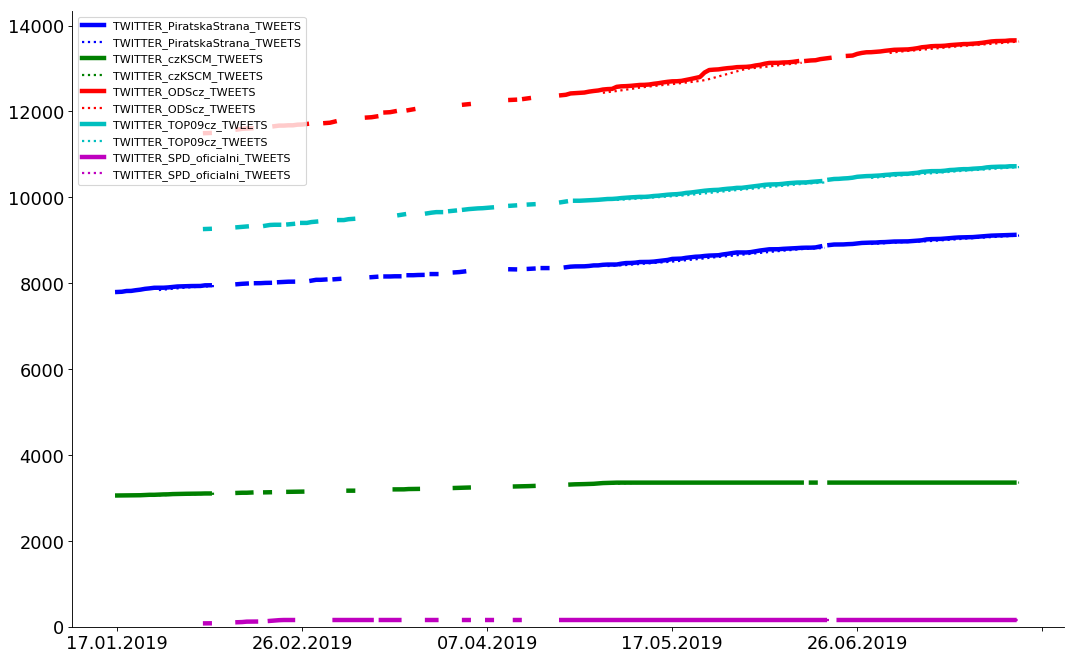 14000
12000
10000
8000
6000
4000
2000
0
TWITTER_PiratskaStrana_TWEETS
TWITTER_PiratskaStrana_TWEETS
TWITTER_czKSCM_TWEETS
TWITTER_czKSCM_TWEETS
TWITTER_ODScz_TWEETS
TWITTER_ODScz_TWEETS
TWITTER_TOP09cz_TWEETS
TWITTER_TOP09cz_TWEETS
TWITTER_SPD_oficialni_TWEETS
TWITTER_SPD_oficialni_TWEETS
17.01.2019 26.02.2019 07.04.2019 17.05.2019 26.06.2019